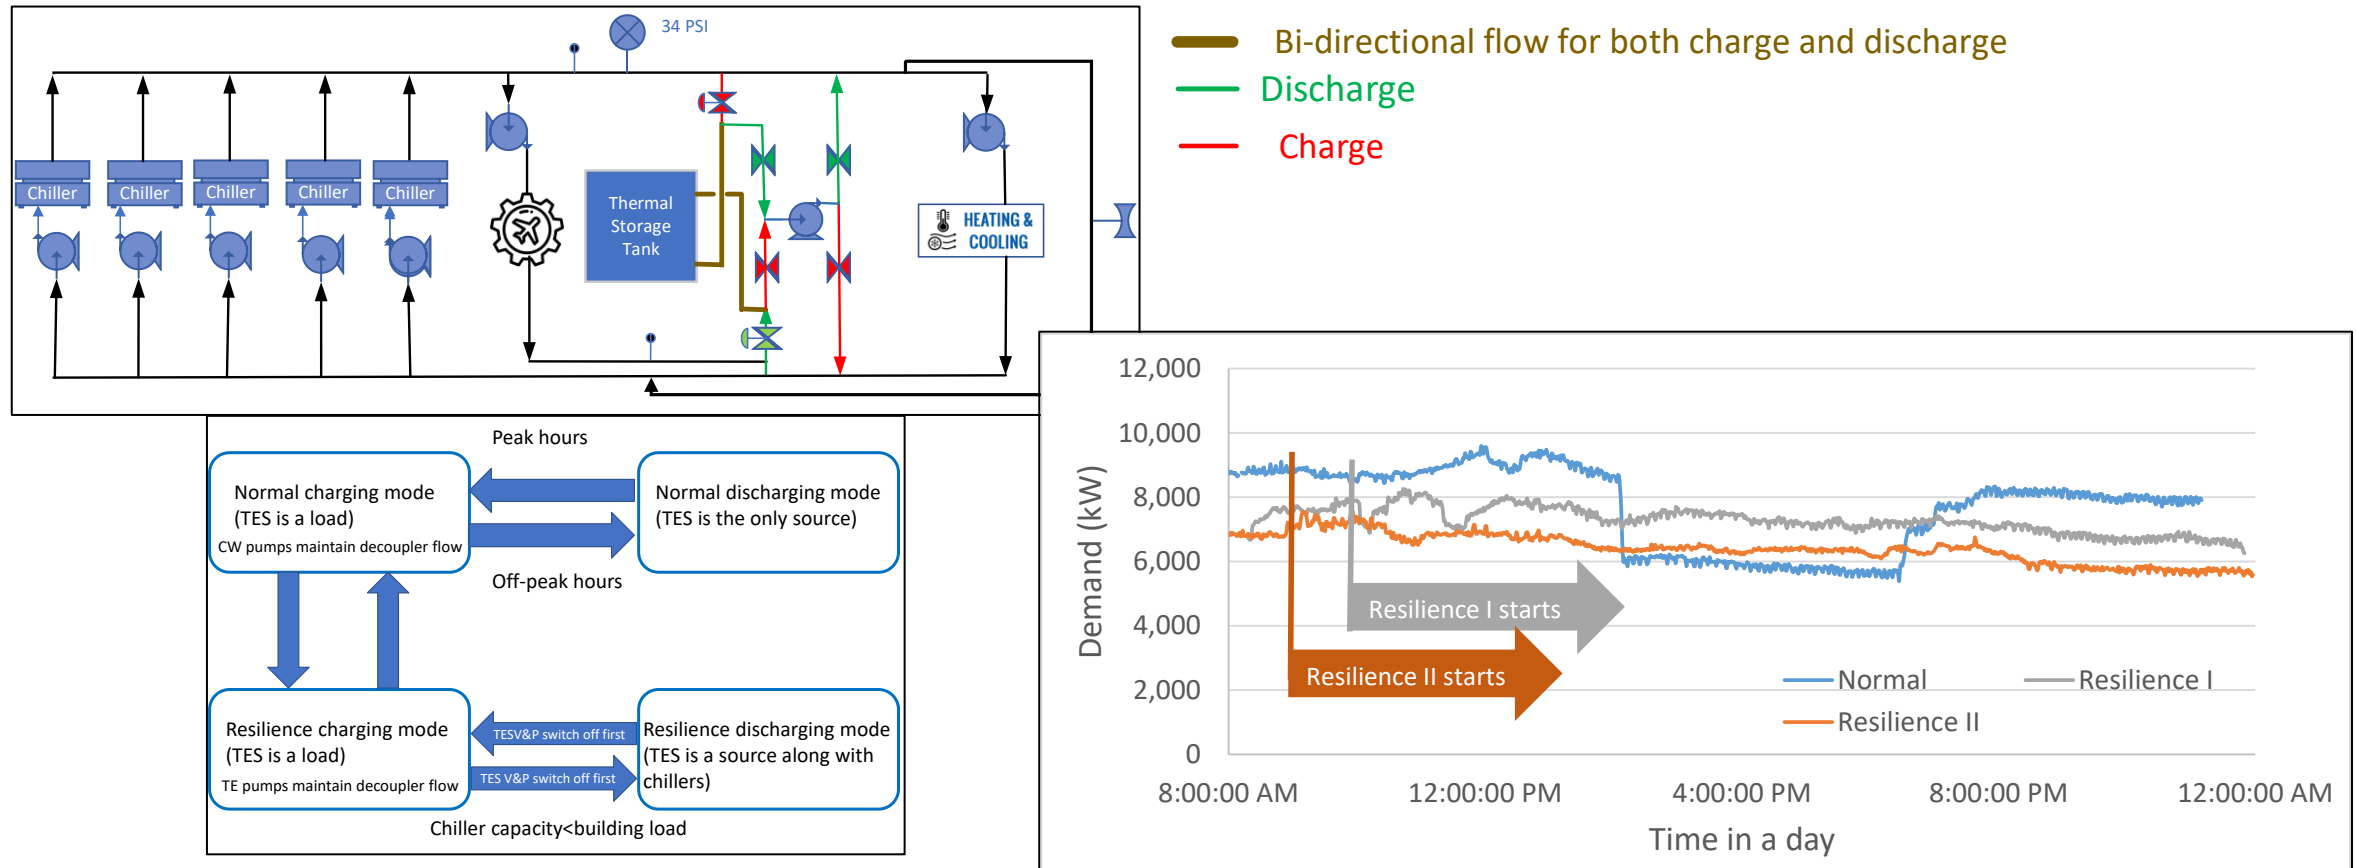 34 PSI
Chiller
Chiller
Chiller
Chiller
Chiller
Thermal
Storage
Tank
HEATING &
COOLING
Bi-directional flow for both charge and discharge
Discharge
Charge
Peak hours
Normal charging mode
(TES is a load)
CW pumps maintain decoupler flow
Normal discharging mode
(TES is the only source)
Off-peak hours
Resilience charging mode
(TES is a load)
TE pumps maintain decoupler flow
TESV&P switch off first
TES V&P switch off first
Resilience discharging mode
(TES is a source along with
chillers)
Chiller capacity<building load
Demand (kW)
12,000
10,000
8,000
6,000
4,000
2,000
0
Resilience I starts
Resilience II starts
Normal
Resilience I
Resilience II
8:00:00 AM
12:00:00 PM
4:00:00 PM
8:00:00 PM
12:00:00 AM
Time in a day